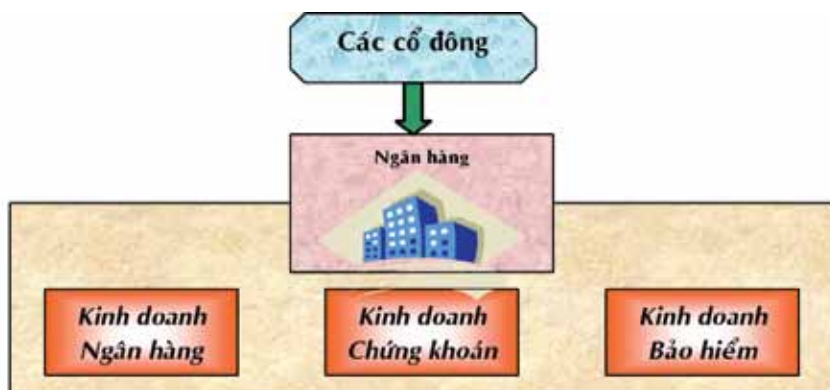 Các cổ đông
Ngân hàng
Kinh doanh
Ngân hàng
Kinh doanh
Chứng khoán
Kinh doanh
Bảo hiểm